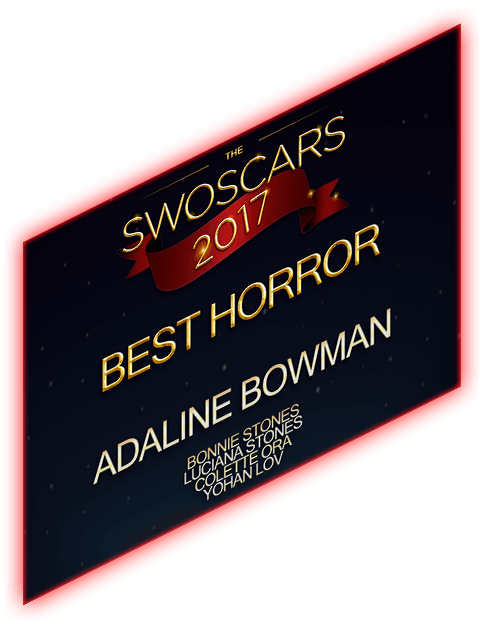 THE
SWOSCARS
2017
BEST HORROR
ADALINE BOWMAN
BONNIE STONES
LUCIANA STONES
COLETTE ORA
YOHAN LOV